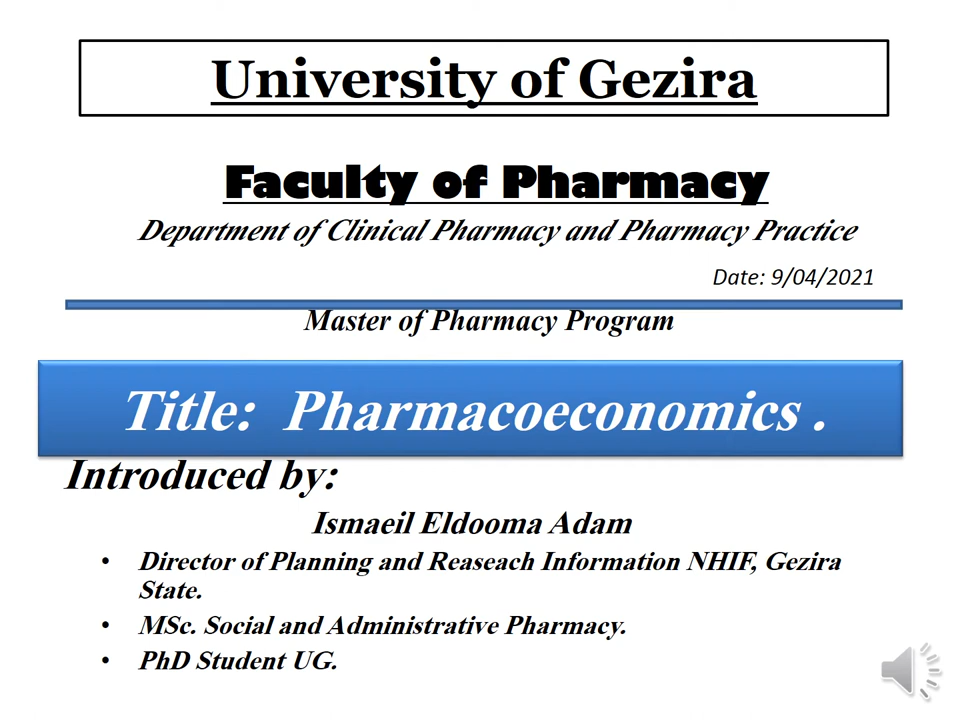 University of Gezira
Faculty of Pharmacy
Department of Clinical Pharmacy and Pharmacy Practice
Date: 9/04/2021
Master of Pharmacy Program
Title:  Pharmacoeconomics .
Introduced by:
Ismaeil Eldooma Adam
• Director of Planning and Reaseach Information NHIF, Gezira
State.
• MSc. Social and Administrative Pharmacy.
• PhD Student UG.